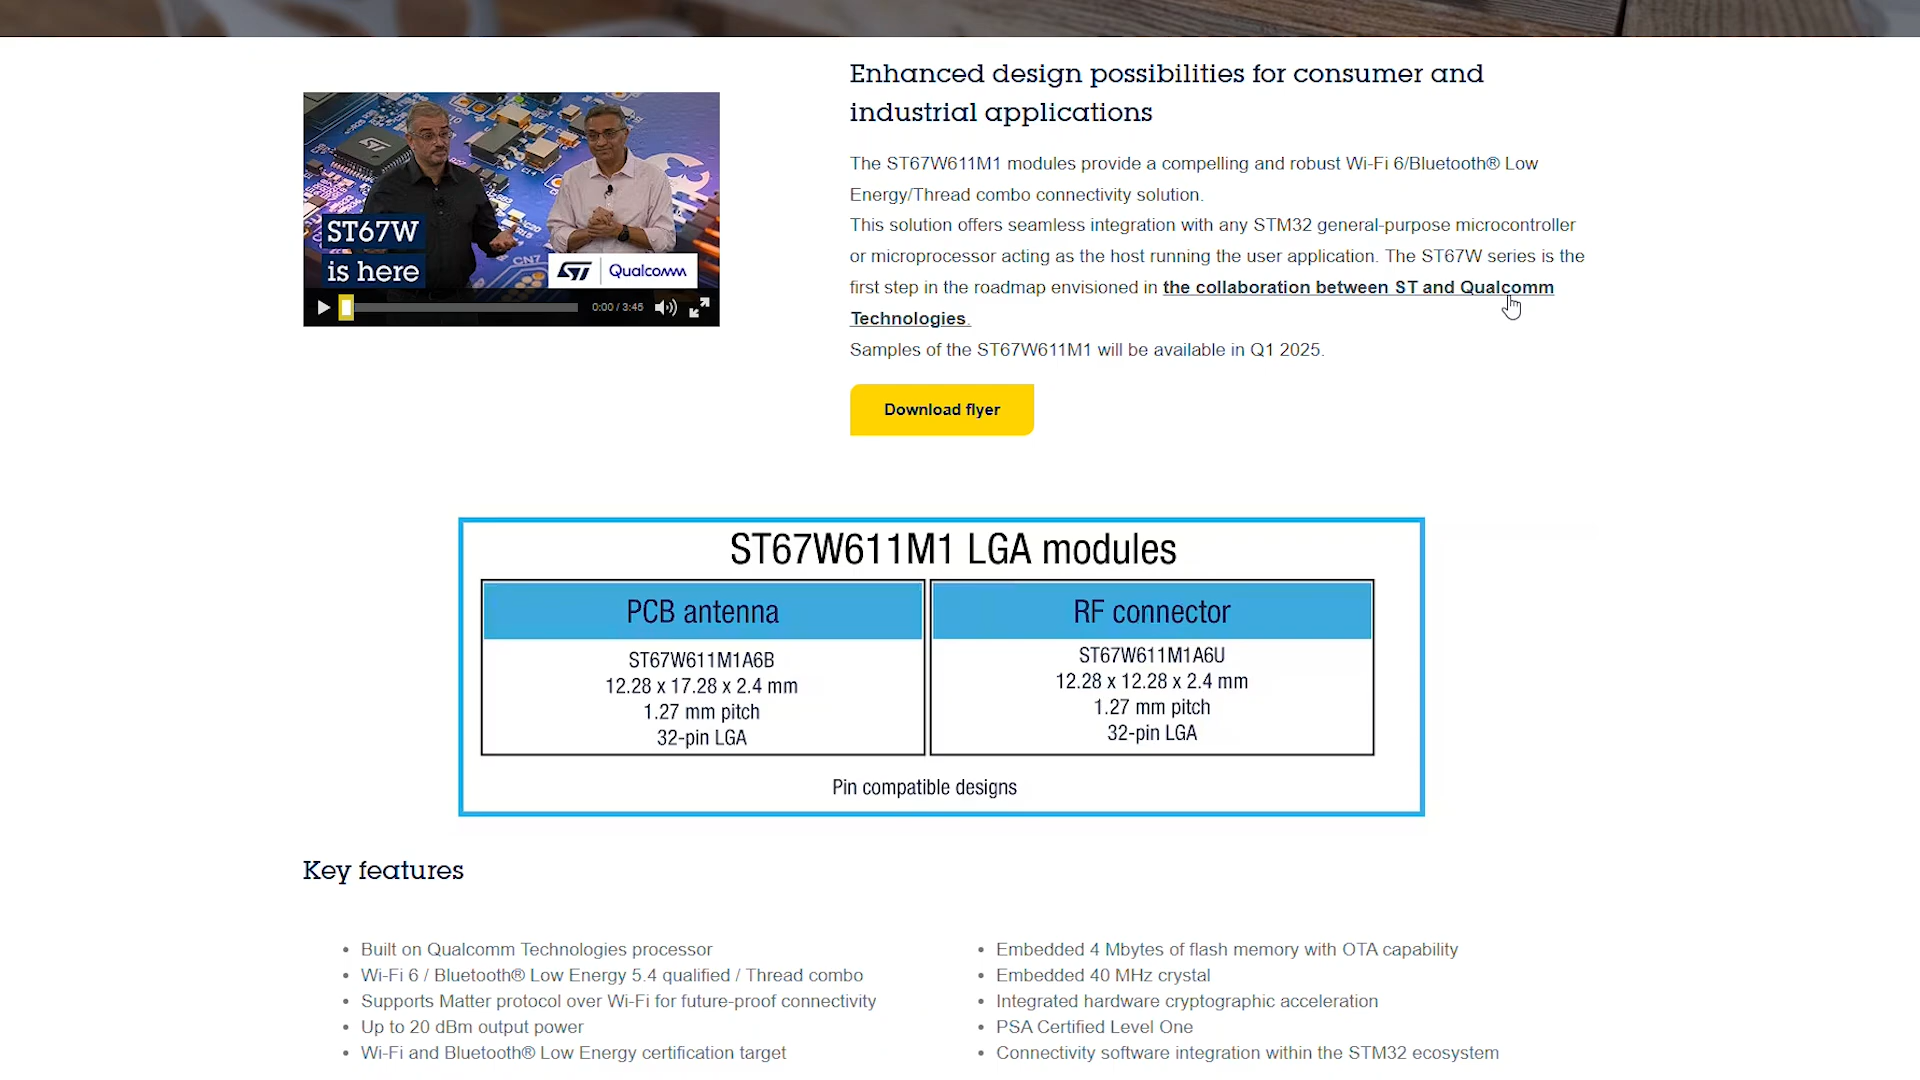 Enhanced design possibilities for consumer and
industrial applications
The ST67W611M1 modules provide a compelling and robust Wi-Fi 6/Bluetooth® Low
Energy/Thread combo connectivity solution.
This solution offers seamless integration with any STM32 general-purpose microcontroller
or microprocessor acting as the host running the user application. The ST67W series is the
first step in the roadmap envisioned in the collaboration between ST and Qualcomm
Technologies.
Samples of the ST67W611M1 will be available in Q1 2025.
Download flyer
ST
CN7
ST67W
is here
ST Qualcomm
0:00 / 3:45
ST67W611M1 LGA modules
PCB antenna
ST67W611M1A6B
12.28 x 17.28 x 2.4 mm
1.27 mm pitch
32-pin LGA
RF connector
ST67W611M1A6U
12.28 x 12.28 x 2.4 mm
1.27 mm pitch
32-pin LGA
Pin compatible designs
Key features
• Built on Qualcomm Technologies processor
• Wi-Fi 6 / Bluetooth® Low Energy 5.4 qualified / Thread combo
• Supports Matter protocol over Wi-Fi for future-proof connectivity
• Up to 20 dBm output power
• Wi-Fi and Bluetooth® Low Energy certification target
• Embedded 4 Mbytes of flash memory with OTA capability
• Embedded 40 MHz crystal
• Integrated hardware cryptographic acceleration
• PSA Certified Level One
• Connectivity software integration within the STM32 ecosystem